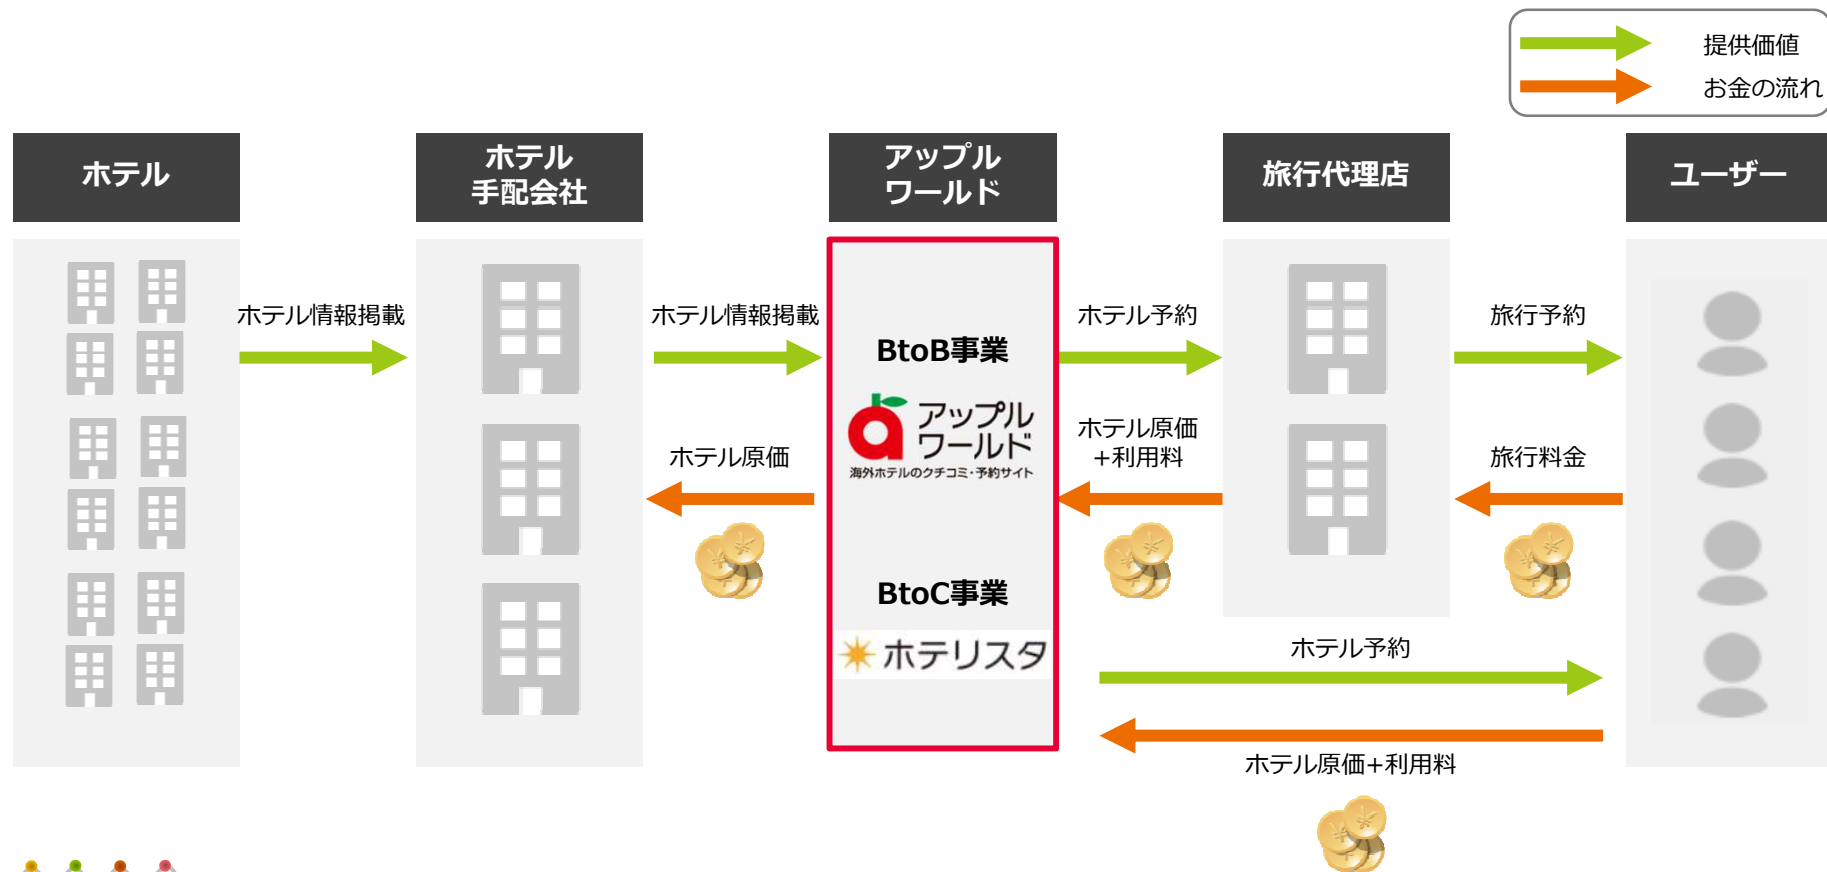 提供価値
お金の流れ
ホテル
ホテル
手配会社
アップル
ワールド
旅行代理店
ユーザー
ホテル情報掲載
ホテル情報掲載
ホテル予約
旅行予約
BtoB事業
アップル
ワールド
海外ホテルのクチコミ・予約サイト
ホテル原価
ホテル原価
+利用料
旅行料金
BtoC事業
ホテリスタ
ホテル予約
ホテル原価+利用料